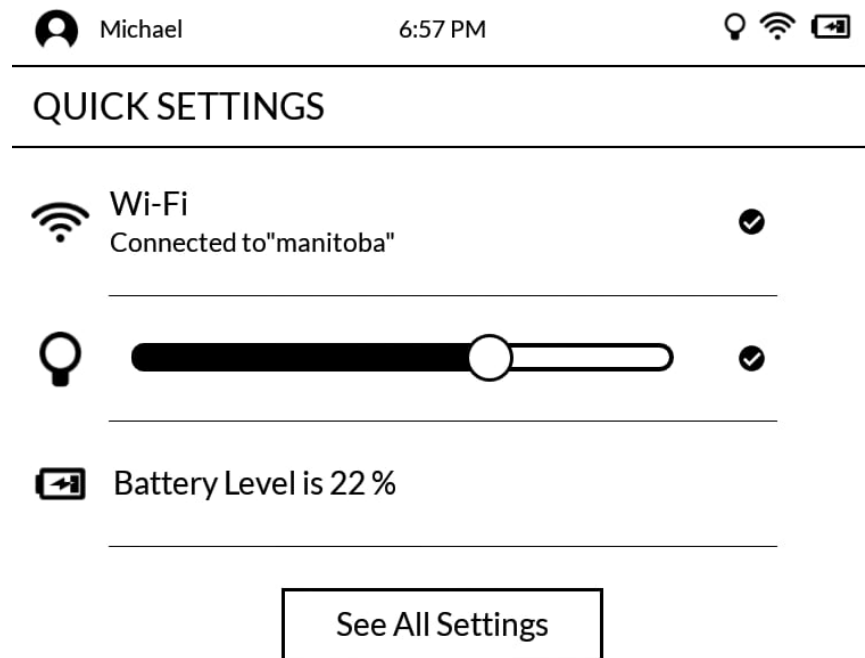 Michael
6:57 PM
QUICK SETTINGS
Wi-Fi
Connected to"manitoba"
Battery Level is 22 %
See All Settings